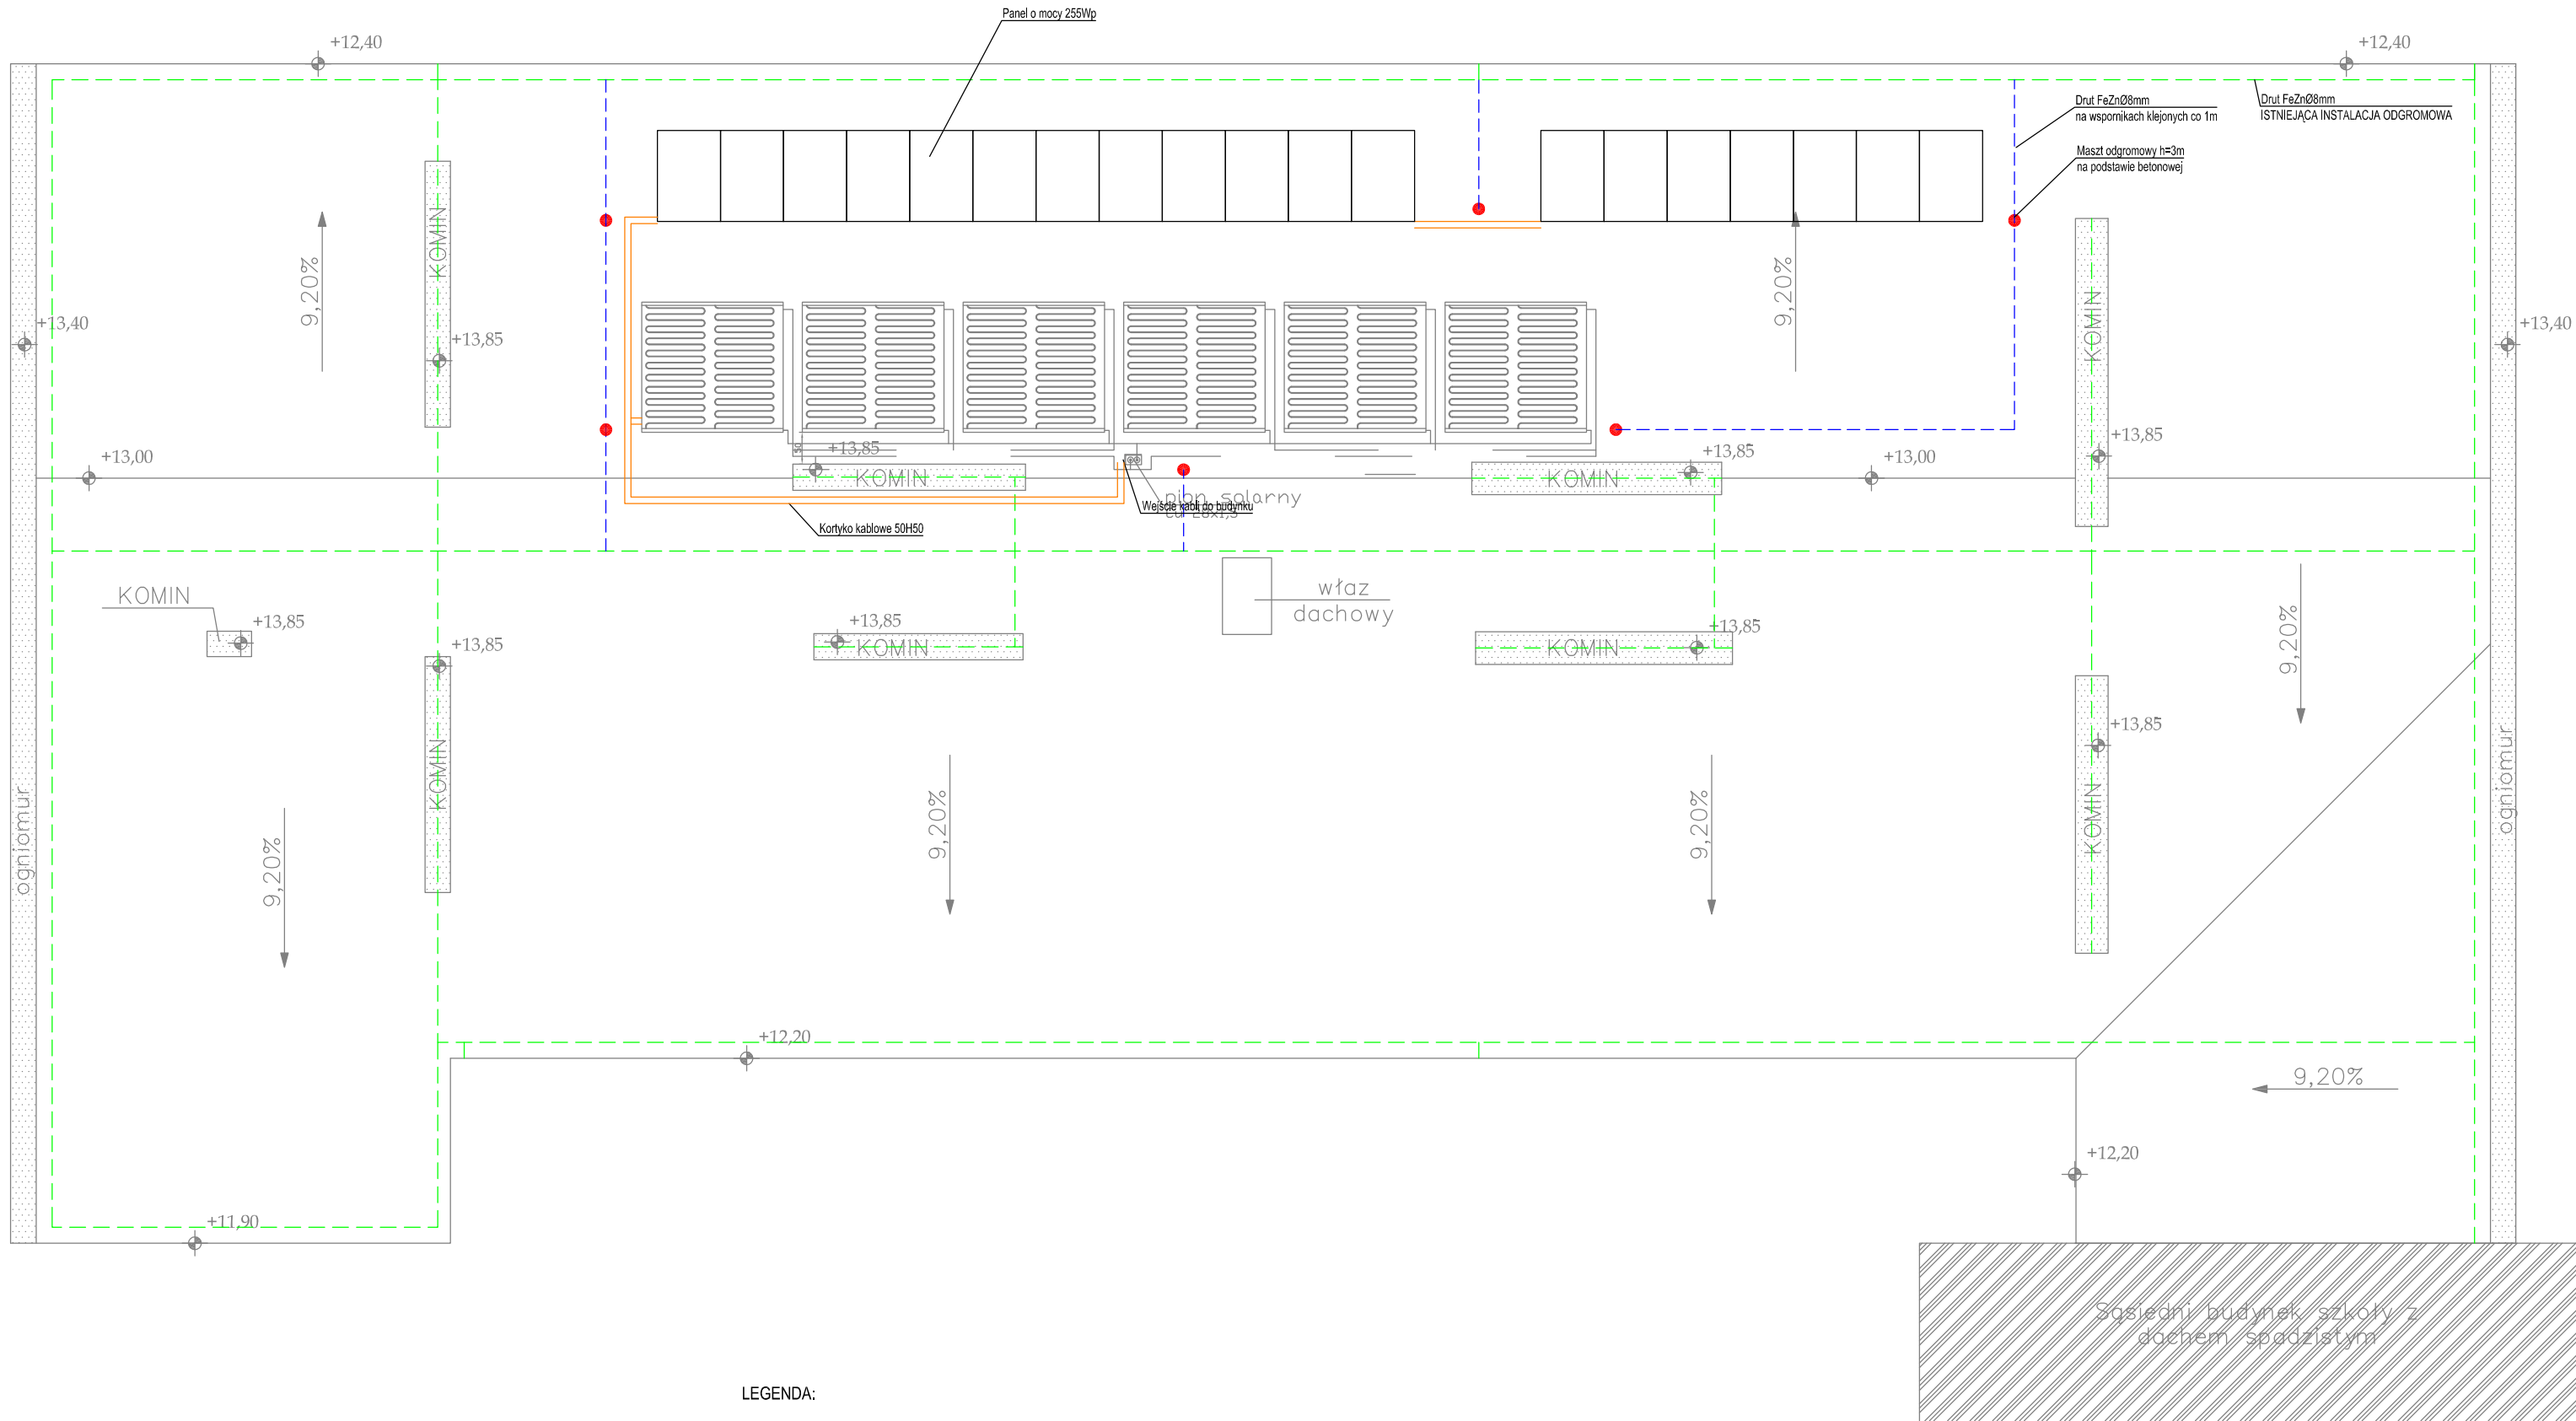 Panel o mocy 255Wp
+12,40
+12,40
Drut FeZnØ8mm
na wspornikach klejonych co 1m
Drut FeZnØ8mm
ISTNIEJĄCA INSTALACJA ODGROMOWA
Maszt odgromowy h=3m
na podstawie betonowej
KOMIN
9,20%
9,20%
KOMIN
+13,40
+13,85
+13,40
+13,85
50
+13,85
+13,85
+13,00
+13,00
KOMIN
KOMIN
pion solarny
Wejście kabli do budynku
Kortyko kablowe 50H50
KOMIN
właz
dachowy
+13,85
+13,85
+13,85
+13,85
KOMIN
KOMIN
9,20%
+13,85
KOMIN
KOMIN
ogniomur
ogniomur
9,20%
9,20%
9,20%
+12,20
9,20%
+12,20
+11,90
Sąsiedni budynek szkoły z
dachem spadzistym
LEGENDA: